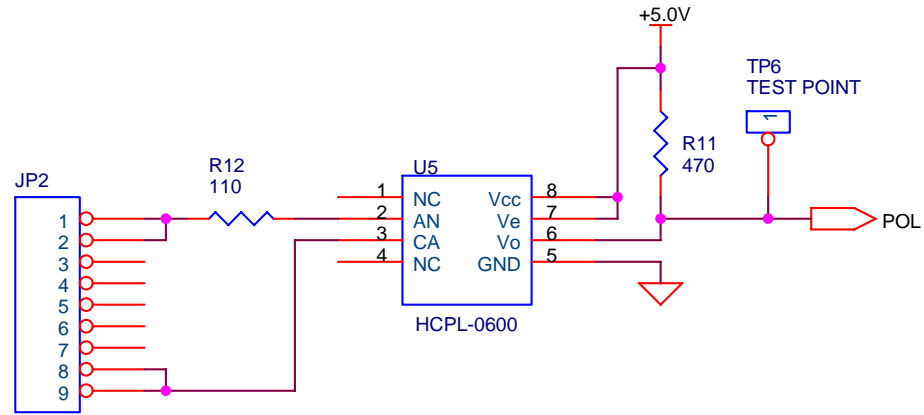 +5.0V
TP6
TEST POINT
1
R11
470
R12
110
U5
JP2
1 NC Vcc 8
2 AN Ve 7
3 CA Vo 6
4 NC GND 5
HCPL-0600
POL
1
2
3
4
5
6
7
8
9